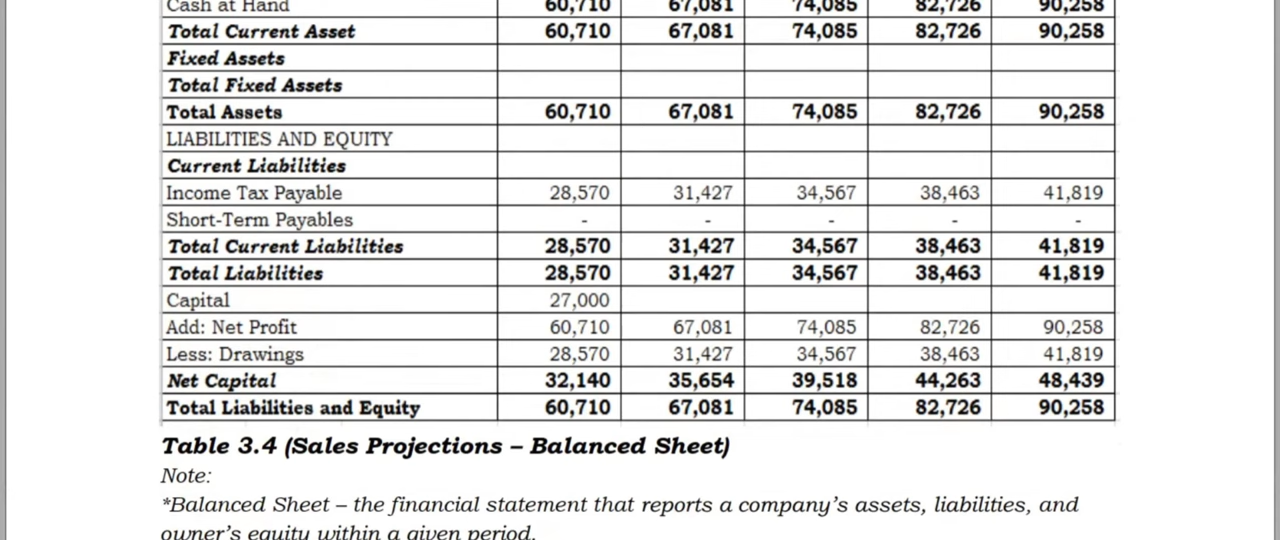 Cash at Hand 60,710 67,081 74,085 82,726 90,258
Total Current Asset 60,710 67,081 74,085 82,726 90,258
Fixed Assets
Total Fixed Assets
Total Assets 60,710 67,081 74,085 82,726 90,258
LIABILITIES AND EQUITY
Current Liabilities
Income Tax Payable 28,570 31,427 34,567 38,463 41,819
Short-Term Payables - - - - -
Total Current Liabilities 28,570 31,427 34,567 38,463 41,819
Total Liabilities 28,570 31,427 34,567 38,463 41,819
Capital 27,000
Add: Net Profit 60,710 67,081 74,085 82,726 90,258
Less: Drawings 28,570 31,427 34,567 38,463 41,819
Net Capital 32,140 35,654 39,518 44,263 48,439
Total Liabilities and Equity 60,710 67,081 74,085 82,726 90,258
Table 3.4 (Sales Projections – Balanced Sheet)
Note:
*Balanced Sheet – the financial statement that reports a company's assets, liabilities, and
owner's equity within a given period.